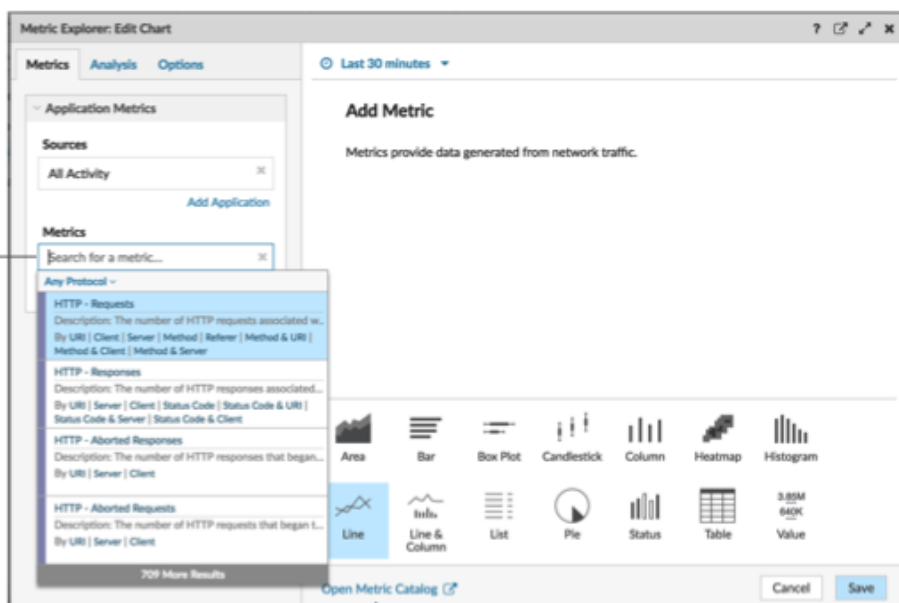 Metric Explorer: Edit Chart
?
Metrics Analysis Options
Last 30 minutes
Application Metrics
Sources
All Activity
Add Application
Metrics
Search for a metric...
Any Protocol
HTTP - Requests
Description: The number of HTTP requests associated w...
By URI | Client | Server | Method | Referer | Method & URI |
Method & Client | Method & Server
HTTP - Responses
Description: The number of HTTP responses associated...
By URI | Server | Client | Status Code | Status Code & URI |
Status Code & Server | Status Code & Client
HTTP - Aborted Responses
Description: The number of HTTP responses that began...
By URI | Server | Client
HTTP - Aborted Requests
Description: The number of HTTP requests that began t...
By URI | Server | Client
709 More Results
Add Metric
Metrics provide data generated from network traffic.
Area Bar Box Plot Candlestick Column Heatmap Histogram
3.85M
640K
Line Line & Column List Pie Status Table Value
Open Metric Catalog
Cancel Save